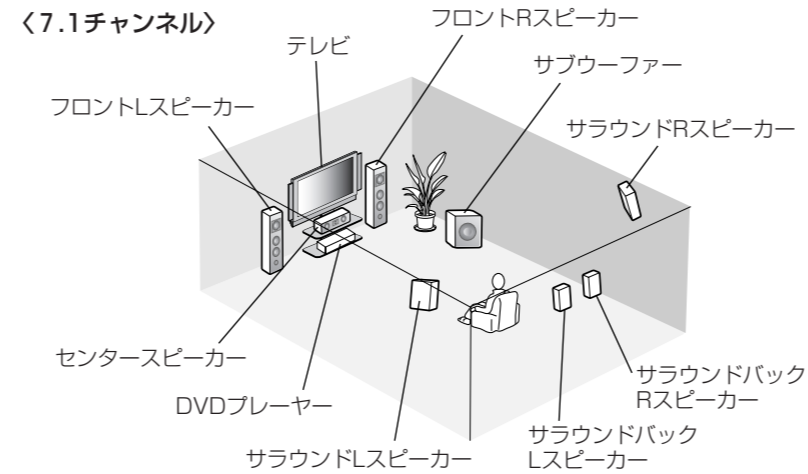 〈7.1チャンネル〉
フロントRスピーカー
テレビ
サブウーファー
フロントLスピーカー
サラウンドRスピーカー
センタースピーカー
サラウンドバック
Rスピーカー
DVDプレーヤー
サラウンドバック
Lスピーカー
サラウンドLスピーカー